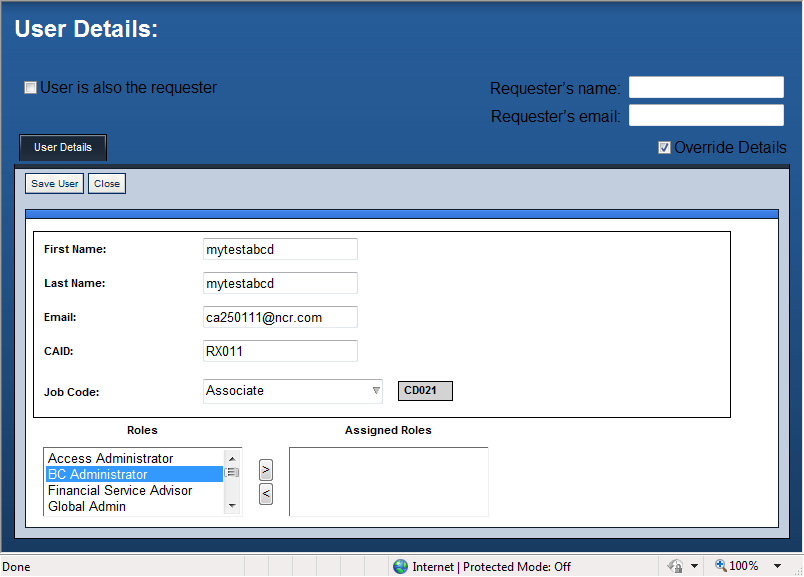 User Details:
User is also the requester
Requester's name:
Requester's email:
User Details
Override Details
Save User Close
First Name: mytestabcd
Last Name: mytestabcd
Email: ca250111@ncr.com
CAID: RX011
Job Code: Associate CD021
Roles Assigned Roles
Access Administrator
BC Administrator
>
Financial Service Advisor
<
Global Admin
Done Internet | Protected Mode: Off 100%